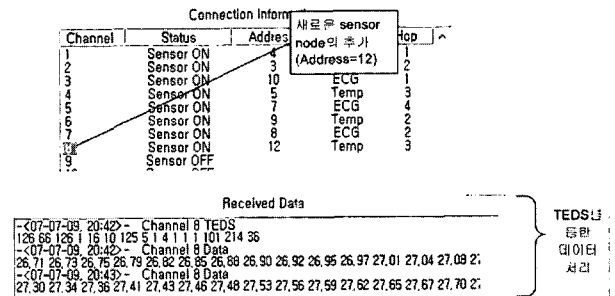 Connection Inform
새로운 sensor
node의 추가
(Address=12)
Channel Status Addres Hop
1 Sensor ON 4
2 Sensor ON 3 2
3 Sensor ON 10 ECG 1
4 Sensor ON 5 Temp 3
5 Sensor ON 7 ECG 4
6 Sensor ON 9 Temp 2
7 Sensor ON 8 ECG 2
Sensor ON 12 Temp 3
9 Sensor OFF
Received Data
-<07-07-09, 20:42>- Channel 8 TEDS
126 66 126 1 16 10 125 5 1 4 1 1 1 101 214 36
-<07-07-09, 20:42>- Channel 8 Data
26,71 26,73 26,75 26,79 26,82 26,85 26,88 26,90 26,92 26,95 26,97 27,01 27,04 27,09
-<07-07-09, 20:43>- Channel 8 Data
27,30 27,34 27,36 27,41 27,43 27,46 27,48 27,53 27,56 27,59 27,62 27,65 27,67 27,70
TEDS를
통한
데이터
처리